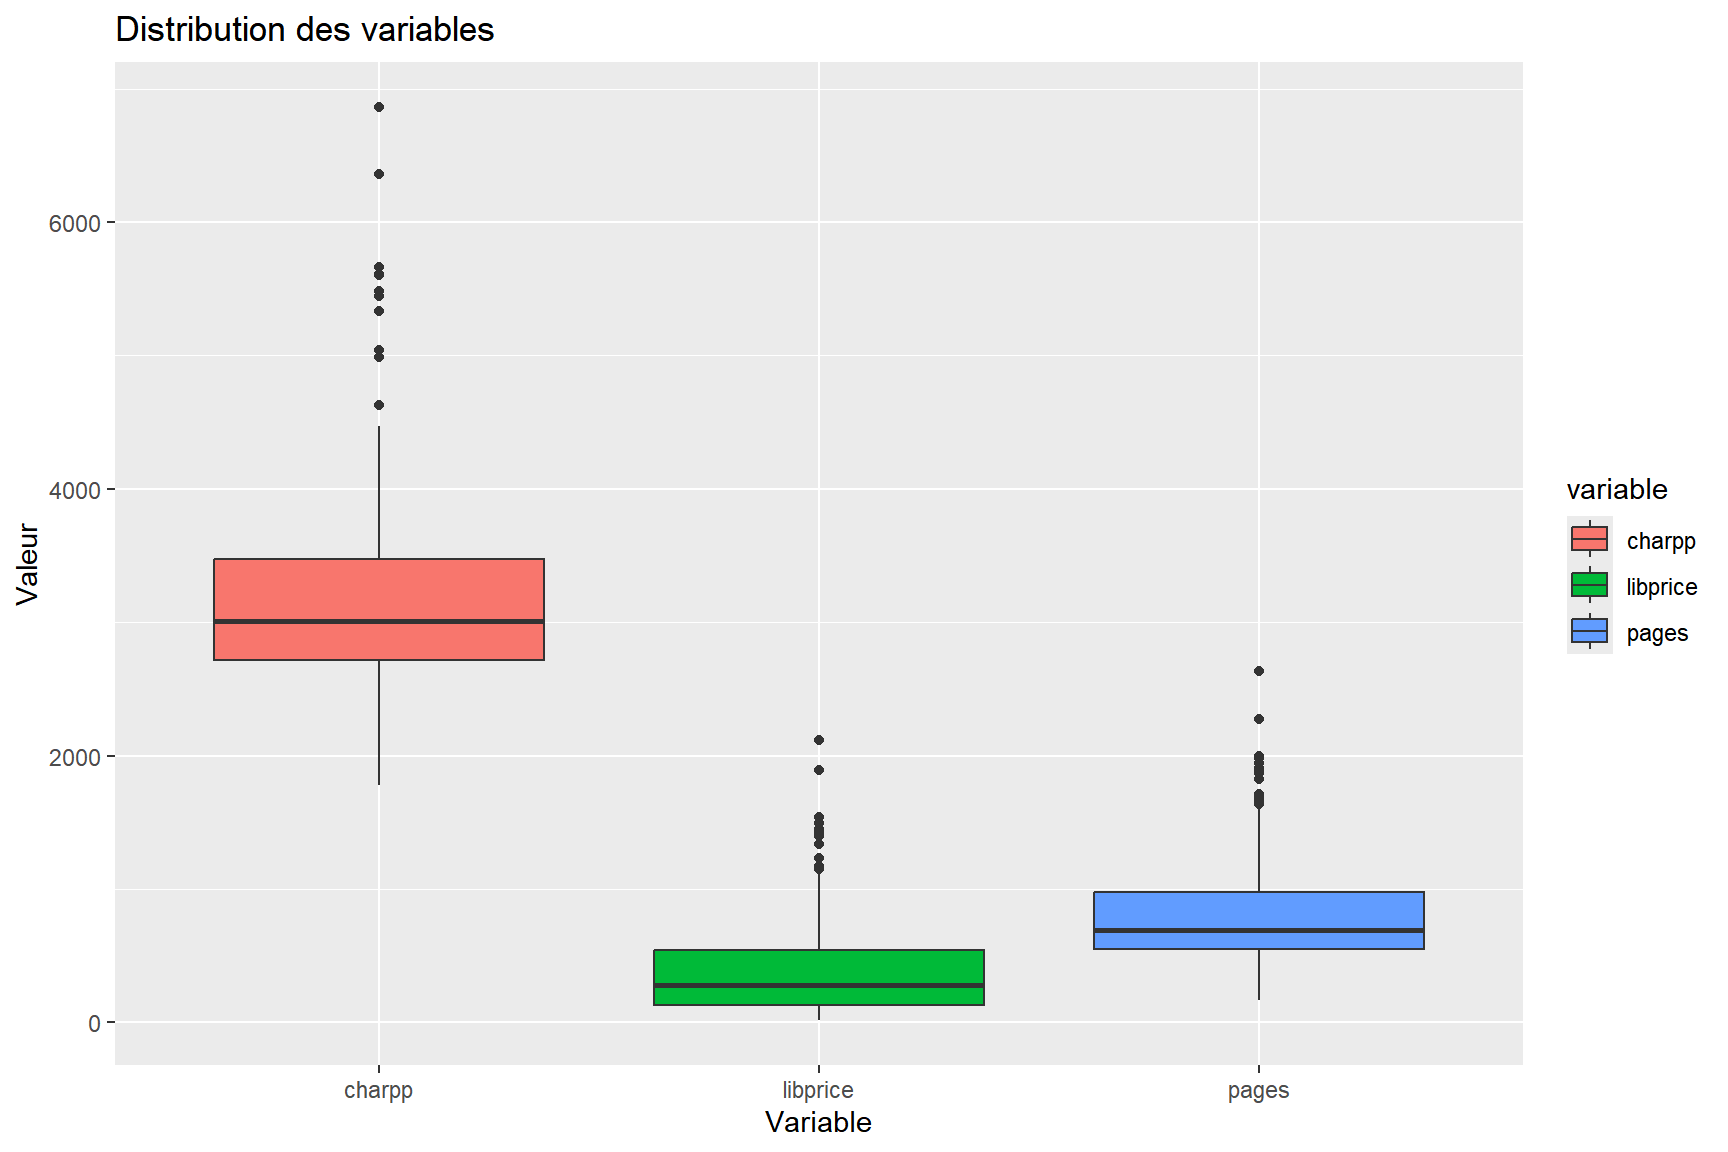 Distribution des variables
Valeur
6000
4000
2000
0
charpp
libprice
pages
Variable
variable
charpp
libprice
pages